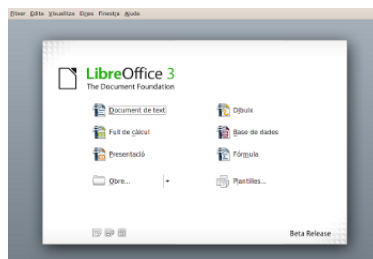 Fitxer Edita Visualitza Eines Finestra Ajuda
LibreOffice 3
The Document Foundation
Document de text
Dibuix
Full de càlcul
Base de dades
Presentació
Fórmula
Obre...
Plantilles...
Beta Release